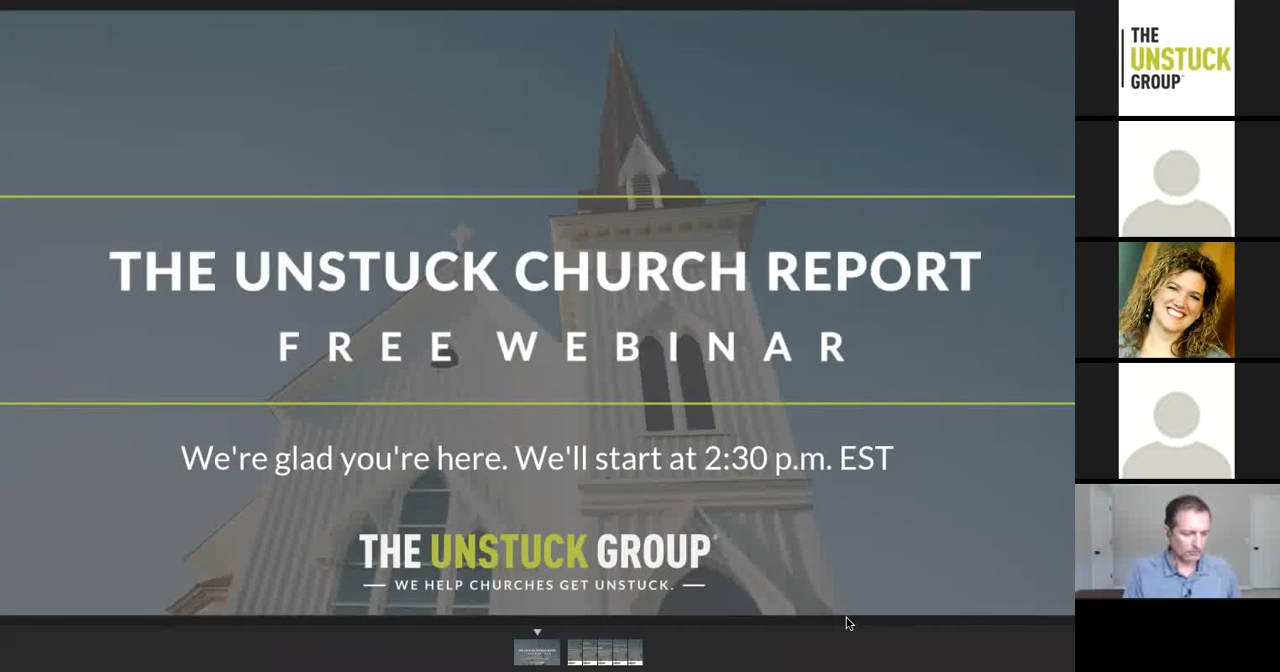 THE UNSTUCK CHURCH REPORT
FREE WEBINAR
We're glad you're here. We'll start at 2:30 p.m. EST
THE UNSTUCK GROUP
WE HELP CHURCHES GET UNSTUCK.
THE
UNSTUCK
GROUP